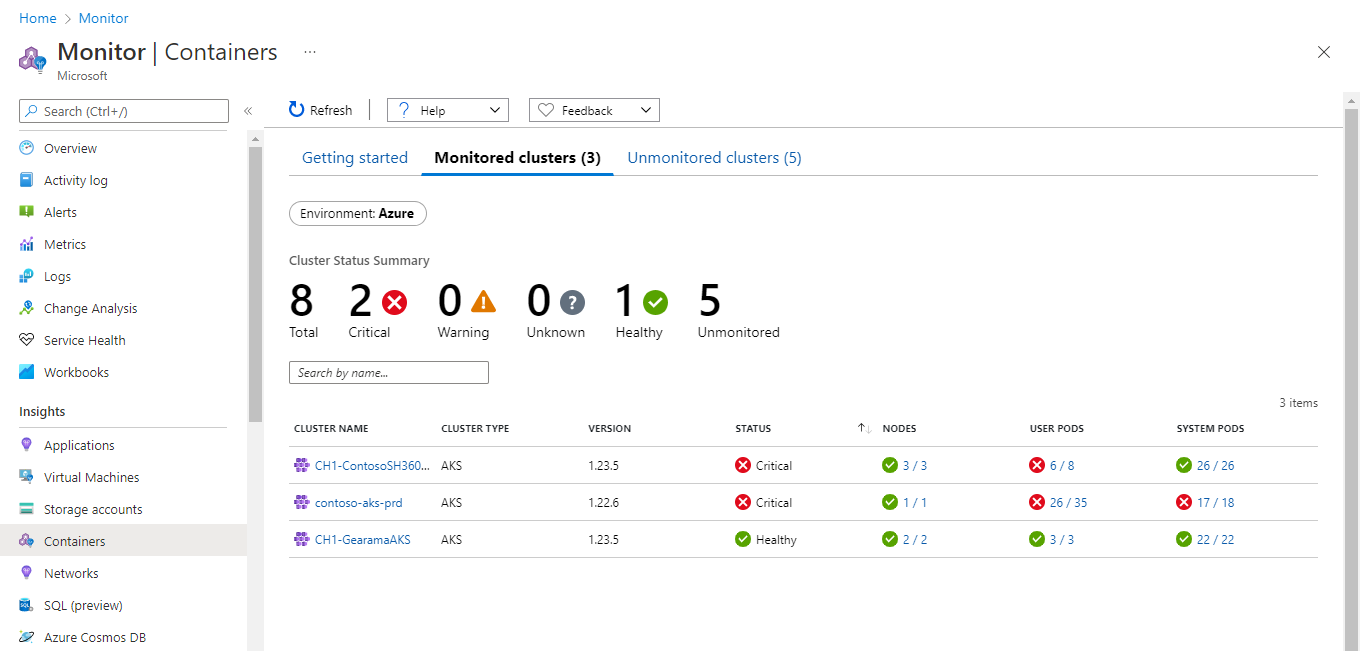 Home > Monitor
Monitor | Containers ...
Microsoft
Search (Ctrl+/)
«
Overview
Activity log
Alerts
Metrics
Logs
Change Analysis
Service Health
Workbooks
Insights
Applications
Virtual Machines
Storage accounts
Containers
Networks
SQL (preview)
Azure Cosmos DB
Refresh | ? Help Feedback
Getting started Monitored clusters (3) Unmonitored clusters (5)
Environment: Azure
Cluster Status Summary
8 2 0 0 ? 1 5
Total Critical Warning Unknown Healthy Unmonitored
Search by name...
3 items
CLUSTER NAME CLUSTER TYPE VERSION STATUS ↑↓ NODES USER PODS SYSTEM PODS
CH1-ContosoSH360... AKS 1.23.5 Critical 3 / 3 6 / 8 26 / 26
contoso-aks-prd AKS 1.22.6 Critical 1 / 1 26 / 35 17 / 18
CH1-GearamaAKS AKS 1.23.5 Healthy 2 / 2 3 / 3 22 / 22